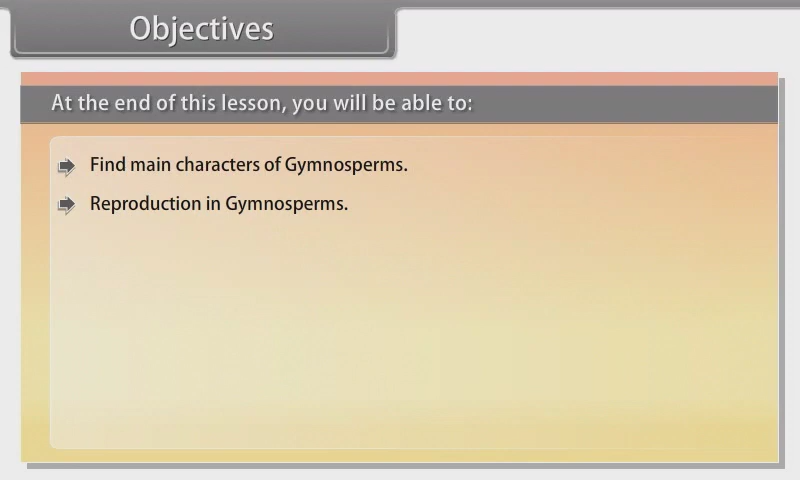 Objectives
At the end of this lesson, you will be able to:
Find main characters of Gymnosperms.
Reproduction in Gymnosperms.